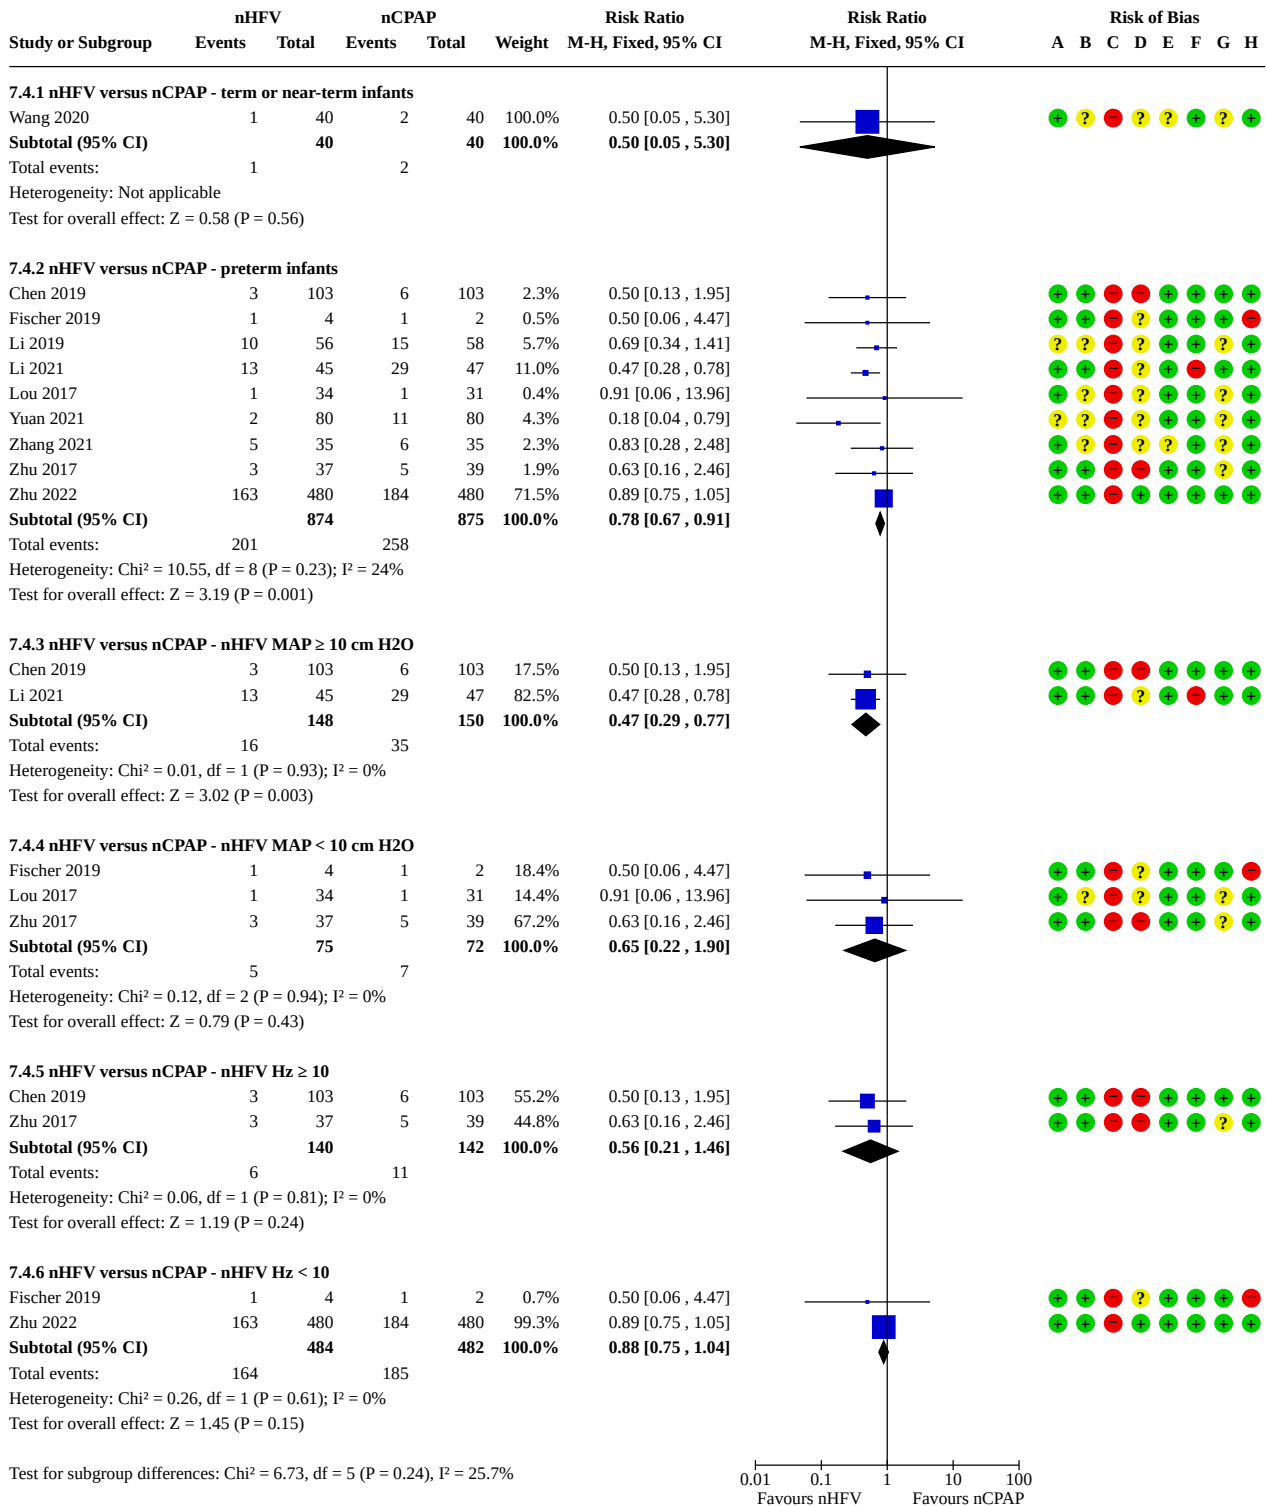 nHFV nCPAP Risk Ratio Risk Ratio Risk of Bias
Study or Subgroup Events Total Events Total Weight M-H, Fixed, 95% CI M-H, Fixed, 95% CI A B C D E F G H
7.4.1 nHFV versus nCPAP - term or near-term infants
Wang 2020 1 40 2 40 100.0% 0.50 [0.05 , 5.30] + ? − ? ? + ? +
Subtotal (95% CI) 40 40 100.0% 0.50 [0.05 , 5.30]
Total events: 1 2
Heterogeneity: Not applicable
Test for overall effect: Z = 0.58 (P = 0.56)
7.4.2 nHFV versus nCPAP - preterm infants
Chen 2019 3 103 6 103 2.3% 0.50 [0.13 , 1.95] + + − − + + + +
Fischer 2019 1 4 1 2 0.5% 0.50 [0.06 , 4.47] + + − ? + + + −
Li 2019 10 56 15 58 5.7% 0.69 [0.34 , 1.41] ? ? − ? + + ? +
Li 2021 13 45 29 47 11.0% 0.47 [0.28 , 0.78] + + − ? + − + +
Lou 2017 1 34 1 31 0.4% 0.91 [0.06 , 13.96] + ? − ? + + ? +
Yuan 2021 2 80 11 80 4.3% 0.18 [0.04 , 0.79] ? ? − ? + + ? +
Zhang 2021 5 35 6 35 2.3% 0.83 [0.28 , 2.48] + ? − ? ? + ? +
Zhu 2017 3 37 5 39 1.9% 0.63 [0.16 , 2.46] + + − − + + ? +
Zhu 2022 163 480 184 480 71.5% 0.89 [0.75 , 1.05] + + − + + + + +
Subtotal (95% CI) 874 875 100.0% 0.78 [0.67 , 0.91]
Total events: 201 258
Heterogeneity: Chi² = 10.55, df = 8 (P = 0.23); I² = 24%
Test for overall effect: Z = 3.19 (P = 0.001)
7.4.3 nHFV versus nCPAP - nHFV MAP ≥ 10 cm H2O
Chen 2019 3 103 6 103 17.5% 0.50 [0.13 , 1.95] + + − − + + + +
Li 2021 13 45 29 47 82.5% 0.47 [0.28 , 0.78] + + − ? + − + +
Subtotal (95% CI) 148 150 100.0% 0.47 [0.29 , 0.77]
Total events: 16 35
Heterogeneity: Chi² = 0.01, df = 1 (P = 0.93); I² = 0%
Test for overall effect: Z = 3.02 (P = 0.003)
7.4.4 nHFV versus nCPAP - nHFV MAP < 10 cm H2O
Fischer 2019 1 4 1 2 18.4% 0.50 [0.06 , 4.47] + + − ? + + + −
Lou 2017 1 34 1 31 14.4% 0.91 [0.06 , 13.96] + ? − ? + + ? +
Zhu 2017 3 37 5 39 67.2% 0.63 [0.16 , 2.46] + + − − + + ? +
Subtotal (95% CI) 75 72 100.0% 0.65 [0.22 , 1.90]
Total events: 5 7
Heterogeneity: Chi² = 0.12, df = 2 (P = 0.94); I² = 0%
Test for overall effect: Z = 0.79 (P = 0.43)
7.4.5 nHFV versus nCPAP - nHFV Hz ≥ 10
Chen 2019 3 103 6 103 55.2% 0.50 [0.13 , 1.95] + + − − + + + +
Zhu 2017 3 37 5 39 44.8% 0.63 [0.16 , 2.46] + + − − + + ? +
Subtotal (95% CI) 140 142 100.0% 0.56 [0.21 , 1.46]
Total events: 6 11
Heterogeneity: Chi² = 0.06, df = 1 (P = 0.81); I² = 0%
Test for overall effect: Z = 1.19 (P = 0.24)
7.4.6 nHFV versus nCPAP - nHFV Hz < 10
Fischer 2019 1 4 1 2 0.7% 0.50 [0.06 , 4.47] + + − ? + + + −
Zhu 2022 163 480 184 480 99.3% 0.89 [0.75 , 1.05] + + − + + + + +
Subtotal (95% CI) 484 482 100.0% 0.88 [0.75 , 1.04]
Total events: 164 185
Heterogeneity: Chi² = 0.26, df = 1 (P = 0.61); I² = 0%
Test for overall effect: Z = 1.45 (P = 0.15)
Test for subgroup differences: Chi² = 6.73, df = 5 (P = 0.24), I² = 25.7%
0.01 0.1 1 10 100
Favours nHFV Favours nCPAP